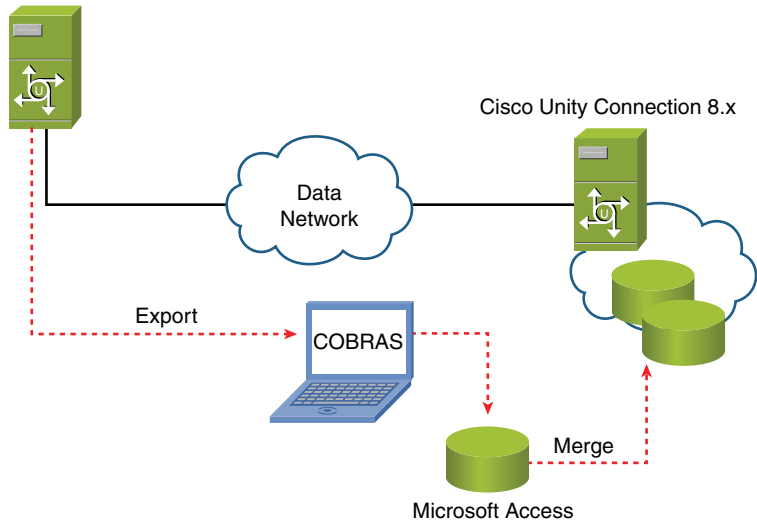 U
Cisco Unity Connection 8.x
U
Data
Network
Export
COBRAS
Merge
Microsoft Access